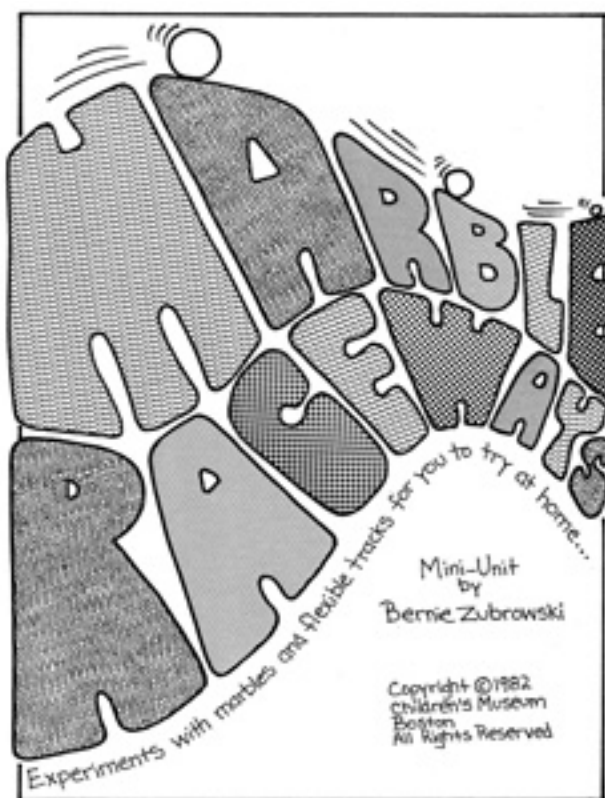 MARBLE
RACEWAYS
Experiments with marbles and flexible tracks for you to try at home...
Mini-Unit
by
Bernie Zubrowski
Copyright ©1982
Children's Museum
Boston
All Rights Reserved